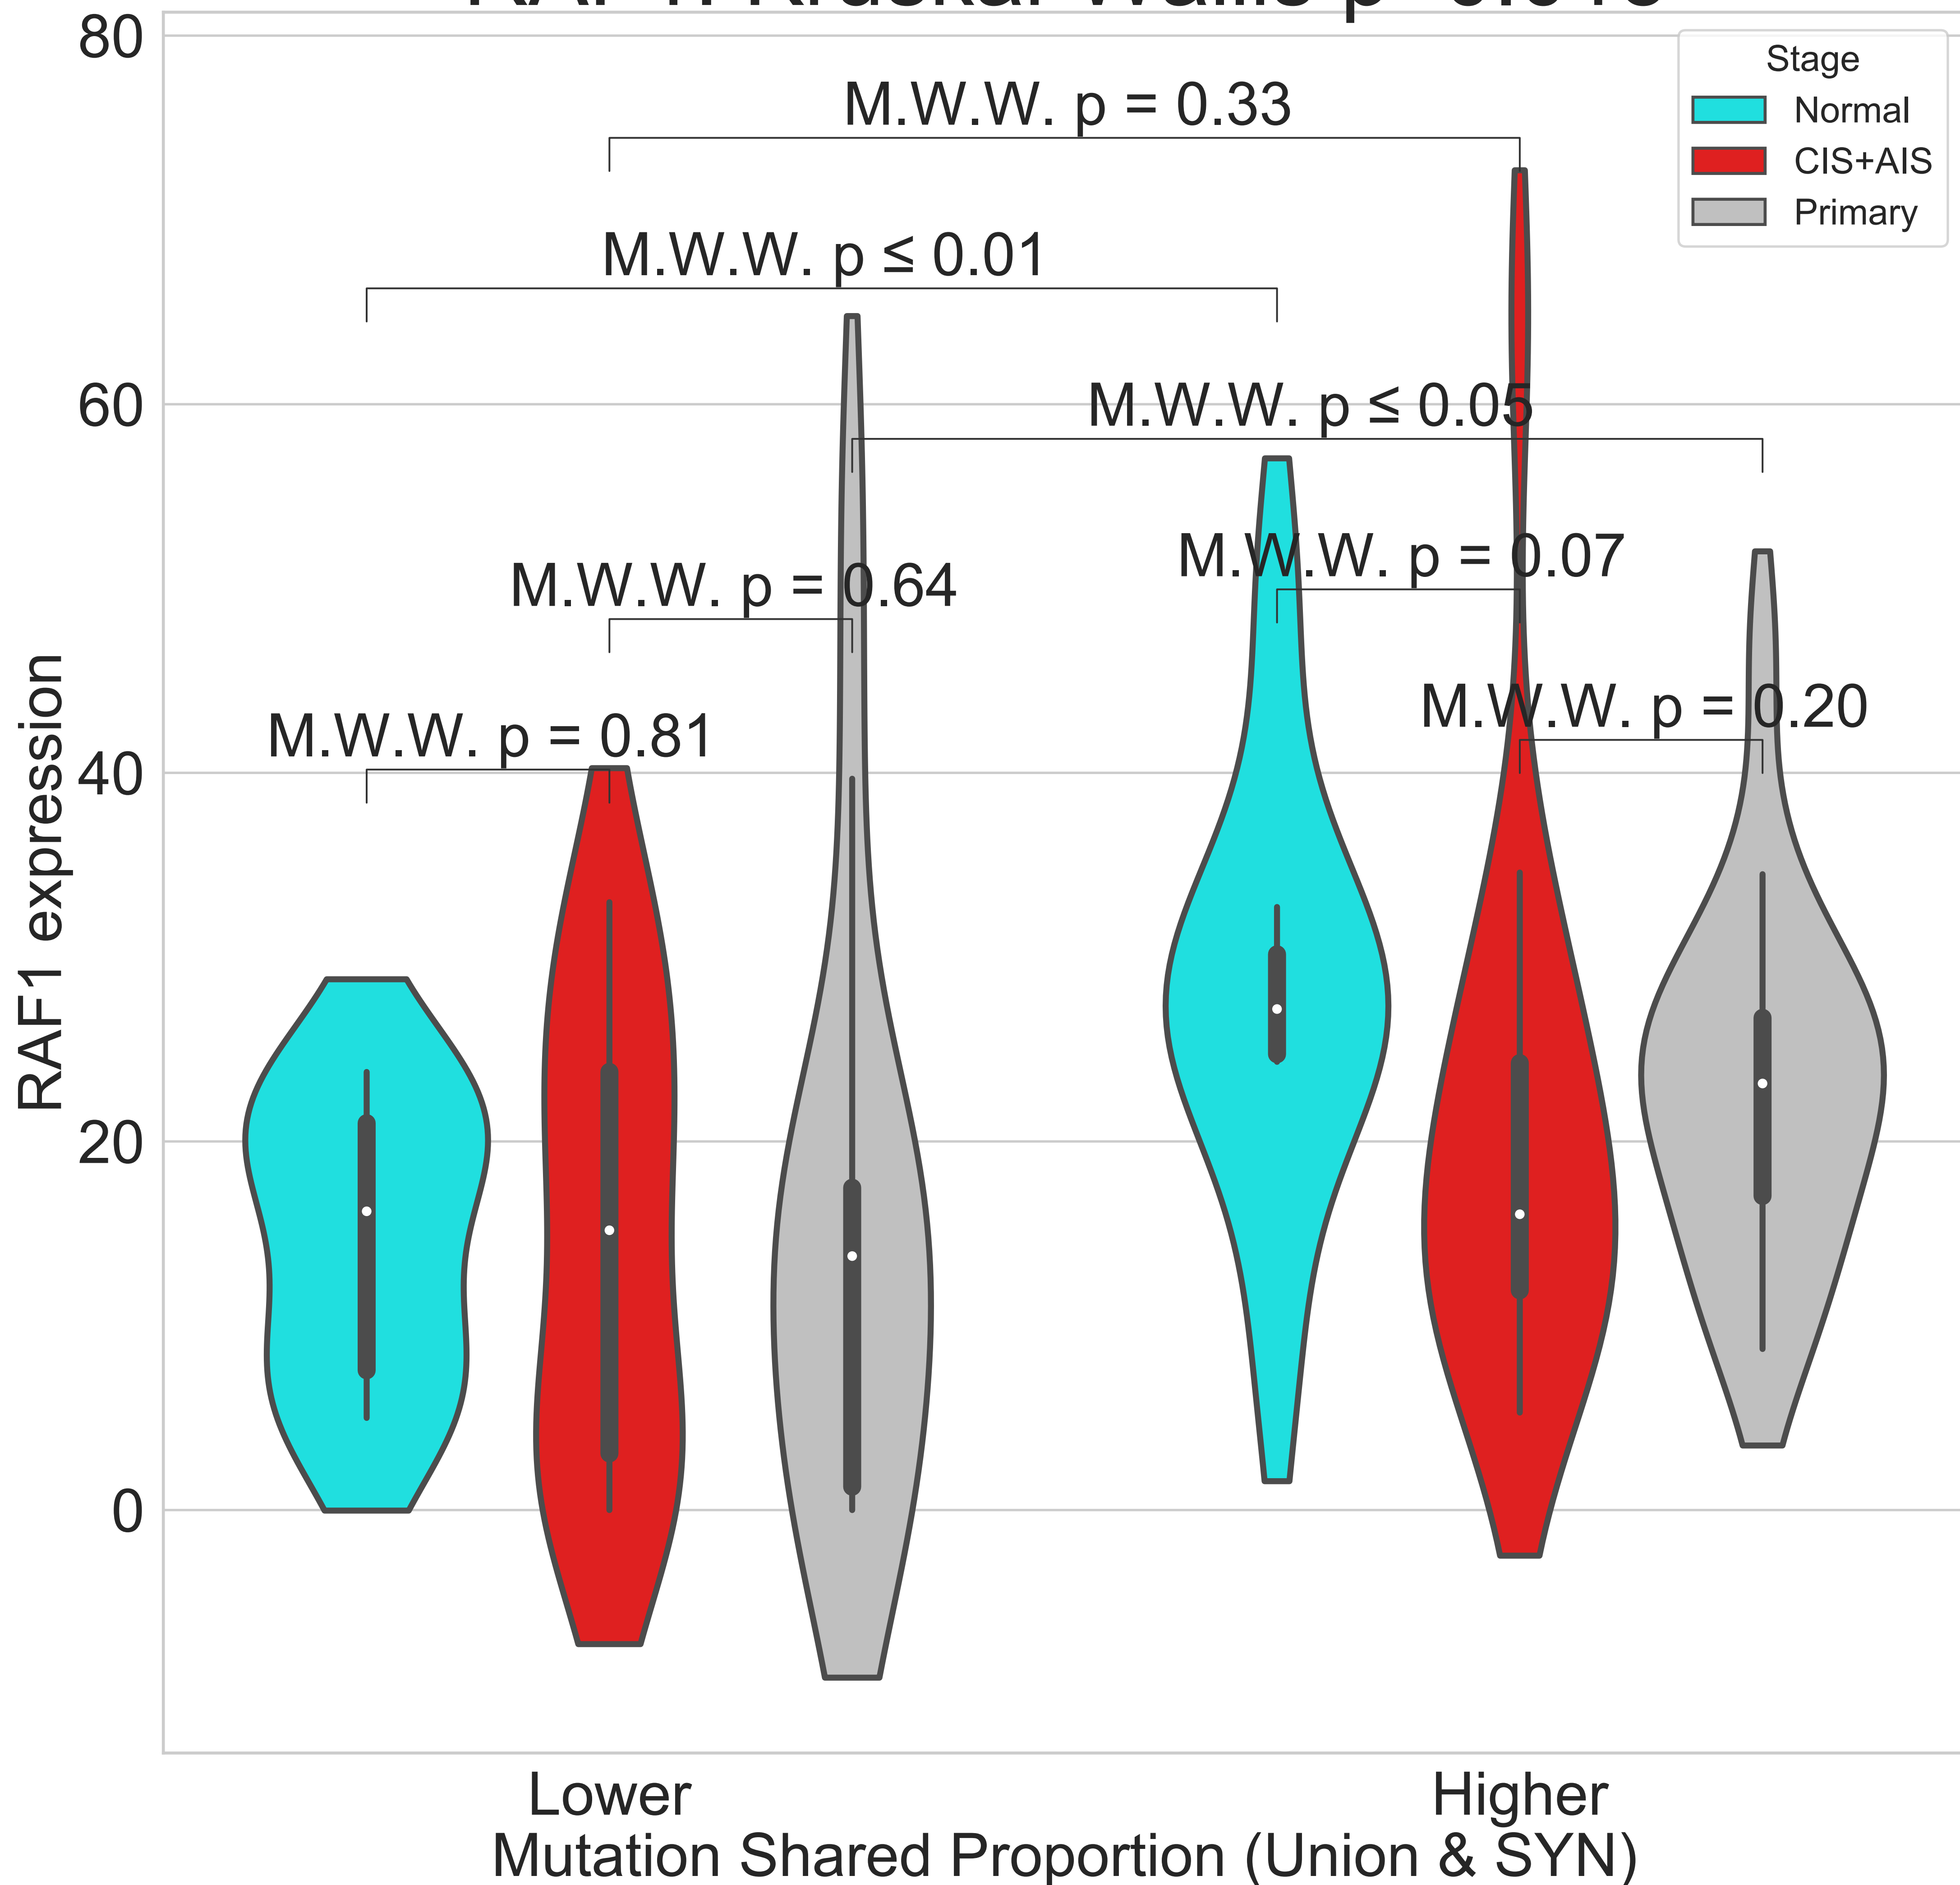 80
60
40
20
0
RAF1 expression
M.W.W. p = 0.33
M.W.W. p ≤ 0.01
M.W.W. p ≤ 0.05
M.W.W. p = 0.64
M.W.W. p = 0.07
M.W.W. p = 0.81
M.W.W. p = 0.20
Stage
Normal
CIS+AIS
Primary
Lower
Higher
Mutation Shared Proportion (Union & SYN)